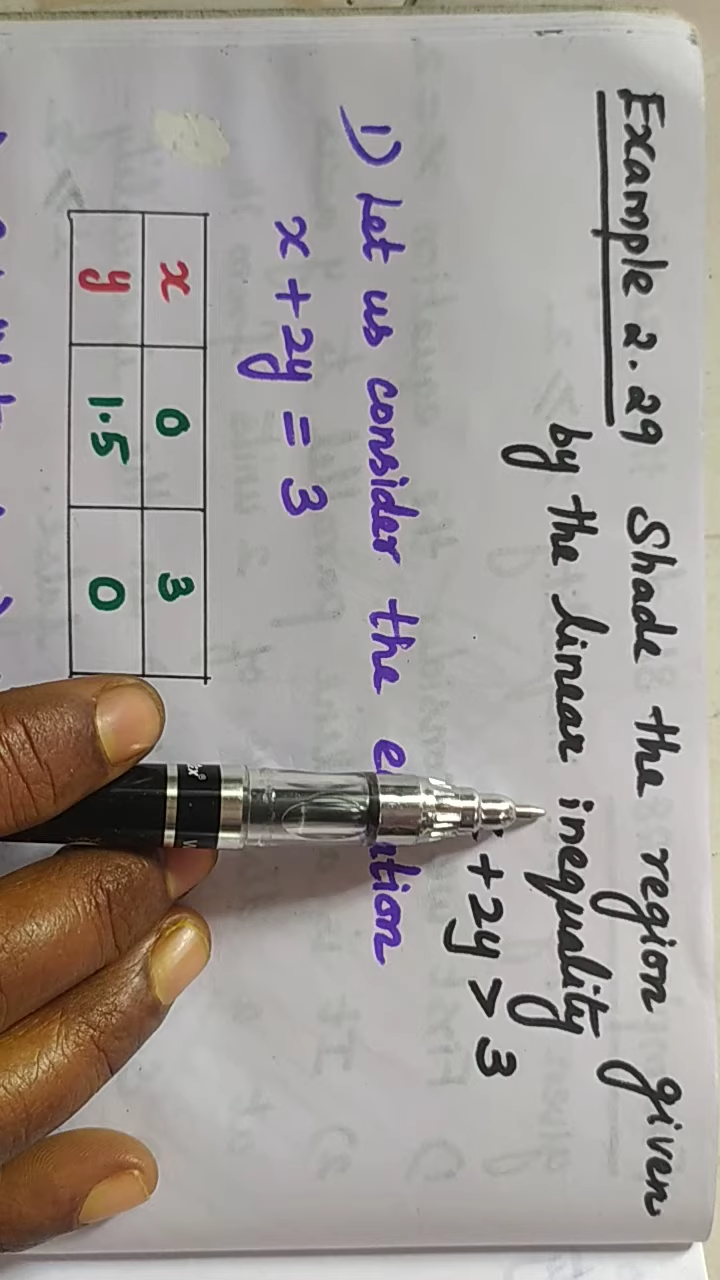 Example 2.29 Shade the region given
by the linear inequality
+ 2y > 3
1) Let us consider the
x + 2y = 3
x 0 3
y 1.5 0